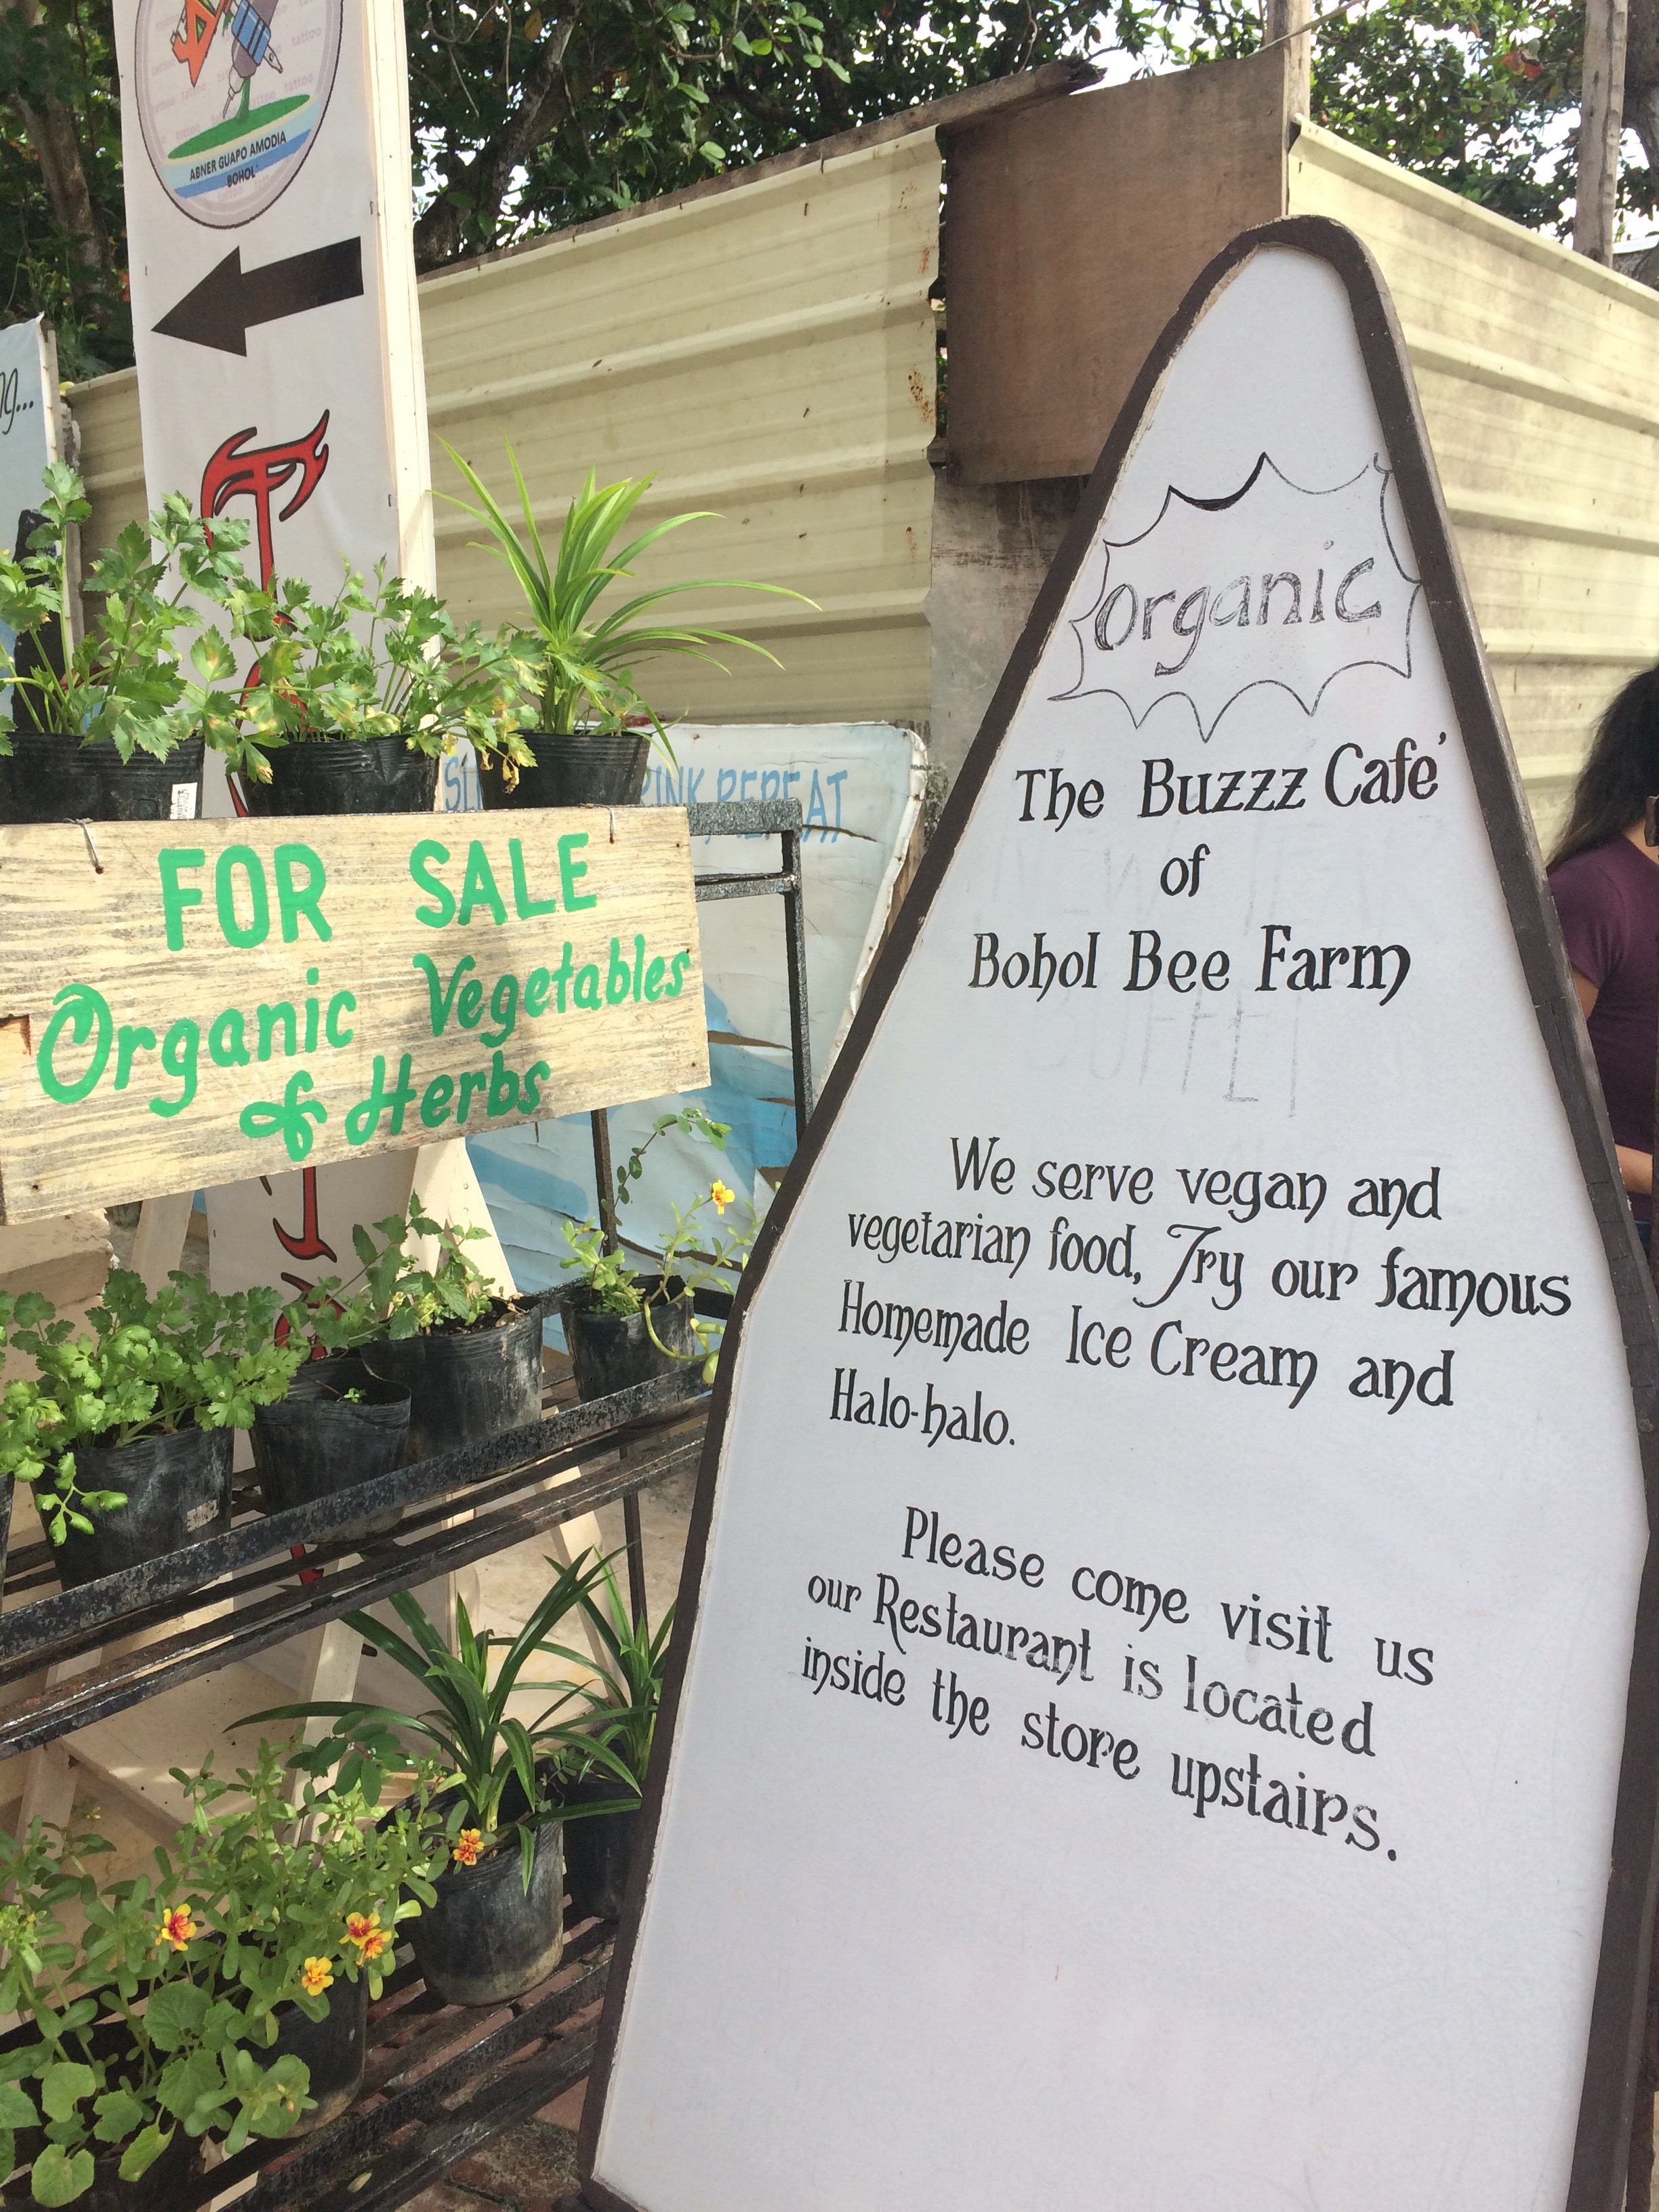 ABNER GUAPO AMODIA
BOHOL
FOR SALE
Organic Vegetables
& Herbs
REPEAT
Organic
The Buzzz Cafe'
of
Bohol Bee Farm
We serve vegan and
vegetarian food, Try our famous
Homemade Ice Cream and
Halo-halo.
Please come visit us
our Restaurant is located
inside the store upstairs.